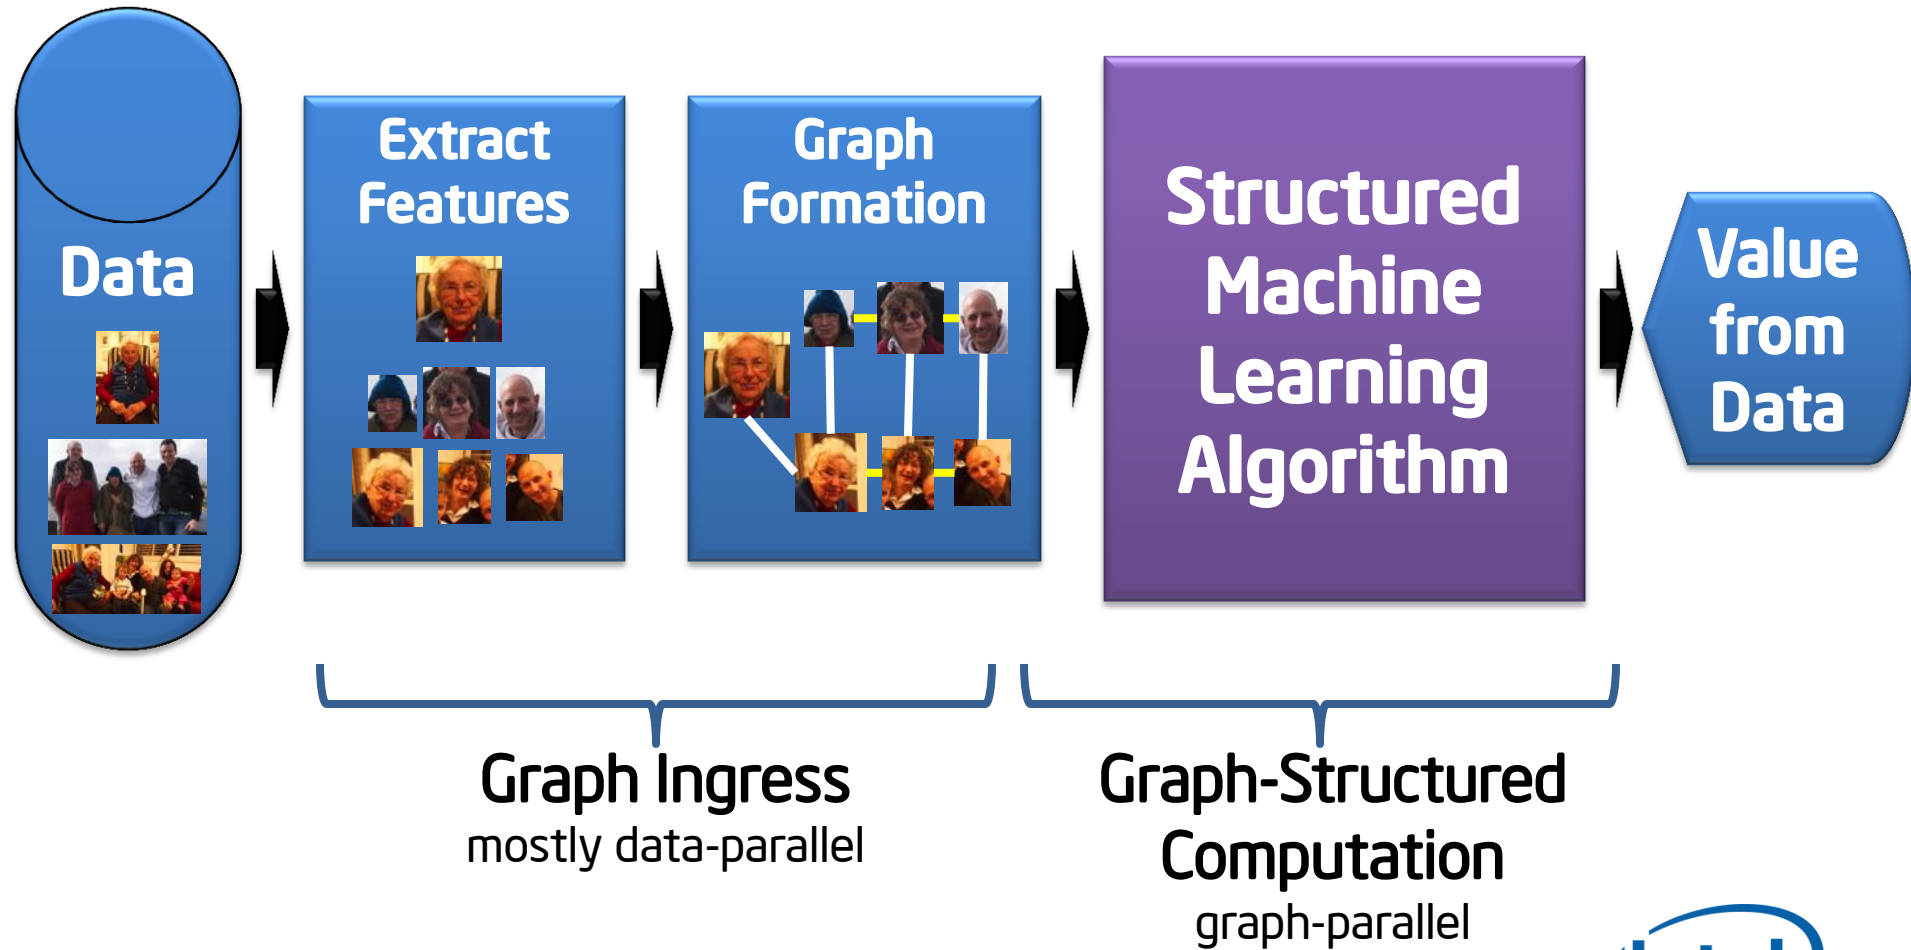 Data
Extract
Features
Graph
Formation
Structured
Machine
Learning
Algorithm
Value
from
Data
Graph Ingress
mostly data-parallel
Graph-Structured
Computation
graph-parallel